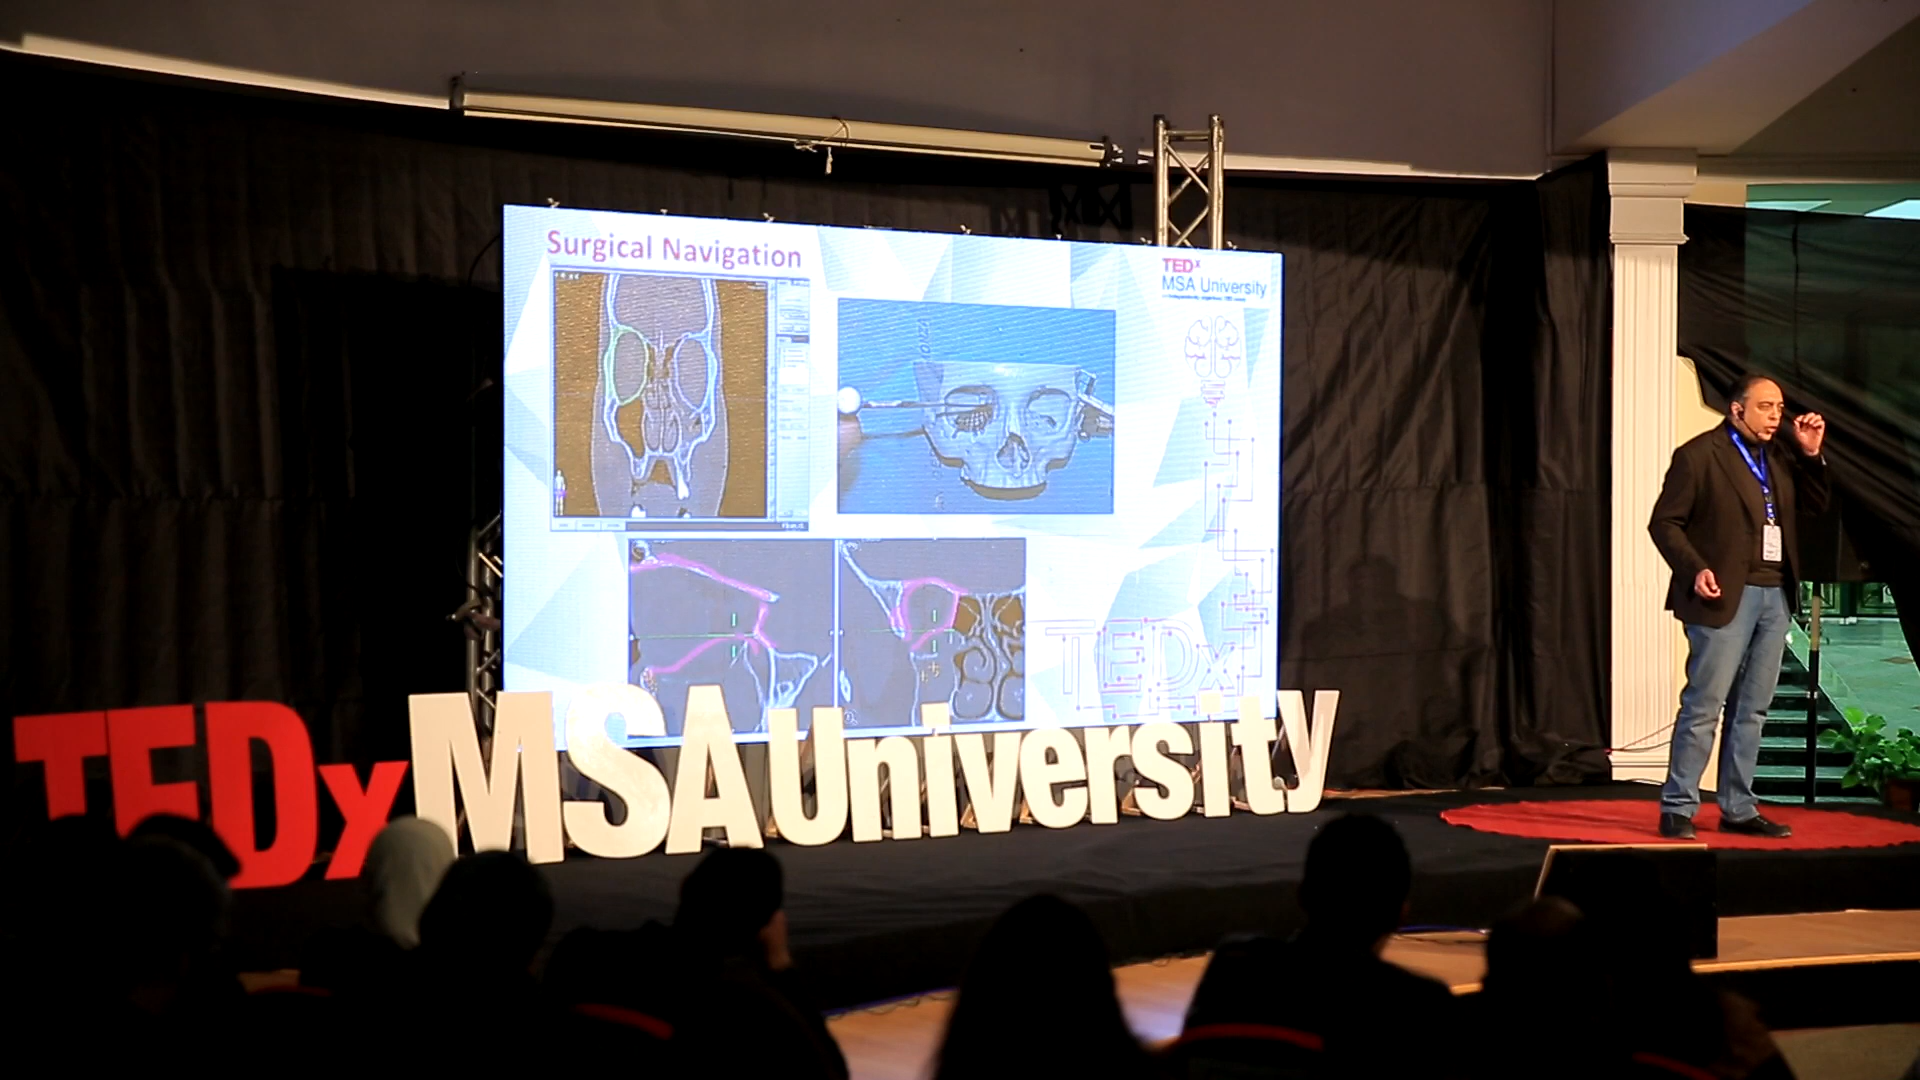 Surgical Navigation
TEDx
MSA University
TEDx
TEDxMSAUniversity